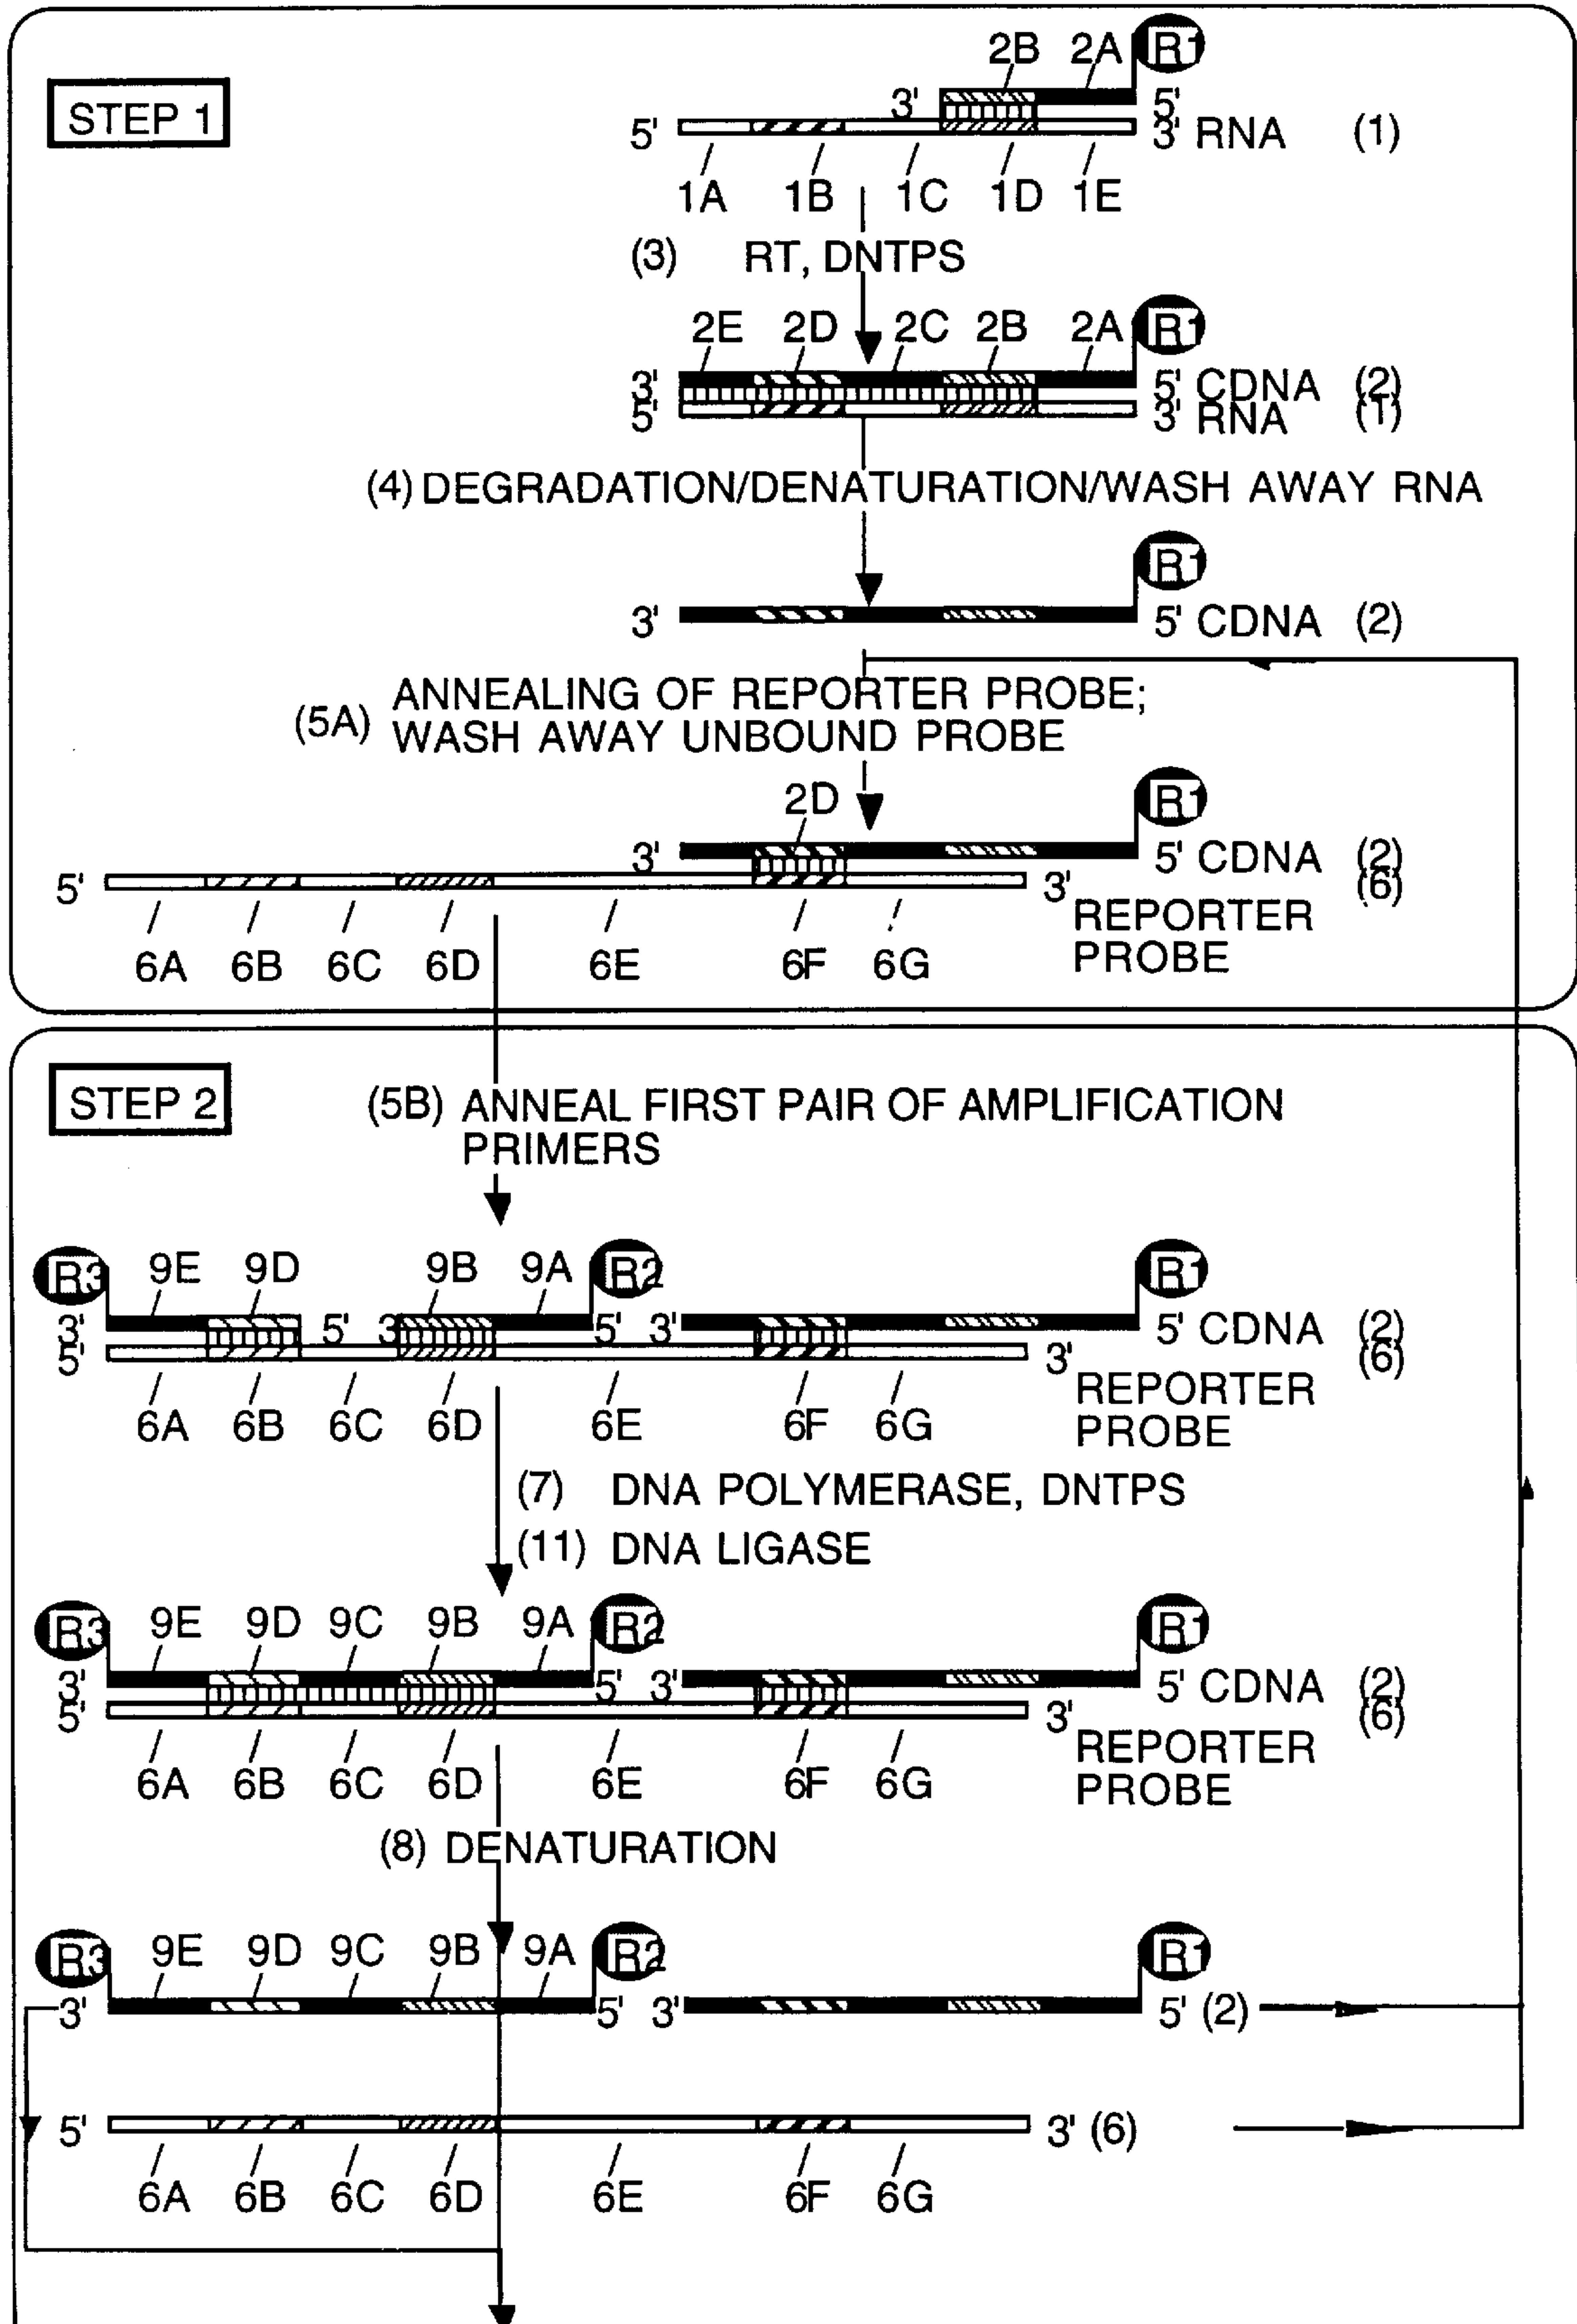 2B 2A R1
STEP 1
3' 5'
5' 3' RNA (1)
1A 1B 1C 1D 1E
(3) RT, DNTPS
2E 2D 2C 2B 2A R1
3' 5' CDNA (2)
5' 3' RNA (1)
(4) DEGRADATION/DENATURATION/WASH AWAY RNA
R1
3' 5' CDNA (2)
(5A) ANNEALING OF REPORTER PROBE;
WASH AWAY UNBOUND PROBE
2D R1
3' 5' CDNA (2)
5' 3' (6)
REPORTER
PROBE
6A 6B 6C 6D 6E 6F 6G
STEP 2
(5B) ANNEAL FIRST PAIR OF AMPLIFICATION
PRIMERS
R3 9E 9D 9B 9A R2 R1
3' 5' 3' 5' 3' 5' CDNA (2)
5' 3' (6)
REPORTER
PROBE
6A 6B 6C 6D 6E 6F 6G
(7) DNA POLYMERASE, DNTPS
(11) DNA LIGASE
R3 9E 9D 9C 9B 9A R2 R1
3' 5' 3' 5' CDNA (2)
5' 3' (6)
REPORTER
PROBE
6A 6B 6C 6D 6E 6F 6G
(8) DENATURATION
R3 9E 9D 9C 9B 9A R2 R1
3' 5' 3' 5' (2)
5' 3' (6)
6A 6B 6C 6D 6E 6F 6G